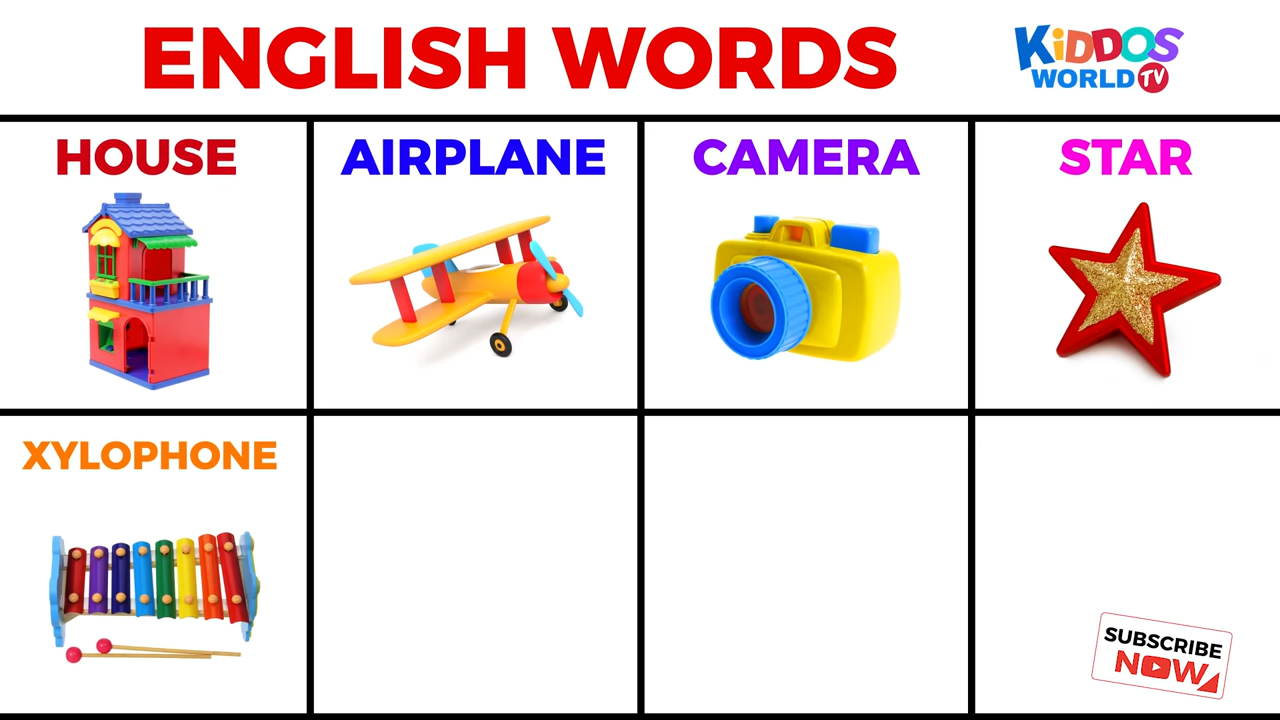 ENGLISH WORDS
KiDDOS
WORLD TV
HOUSE
AIRPLANE
CAMERA
STAR
XYLOPHONE
SUBSCRIBE
NOW